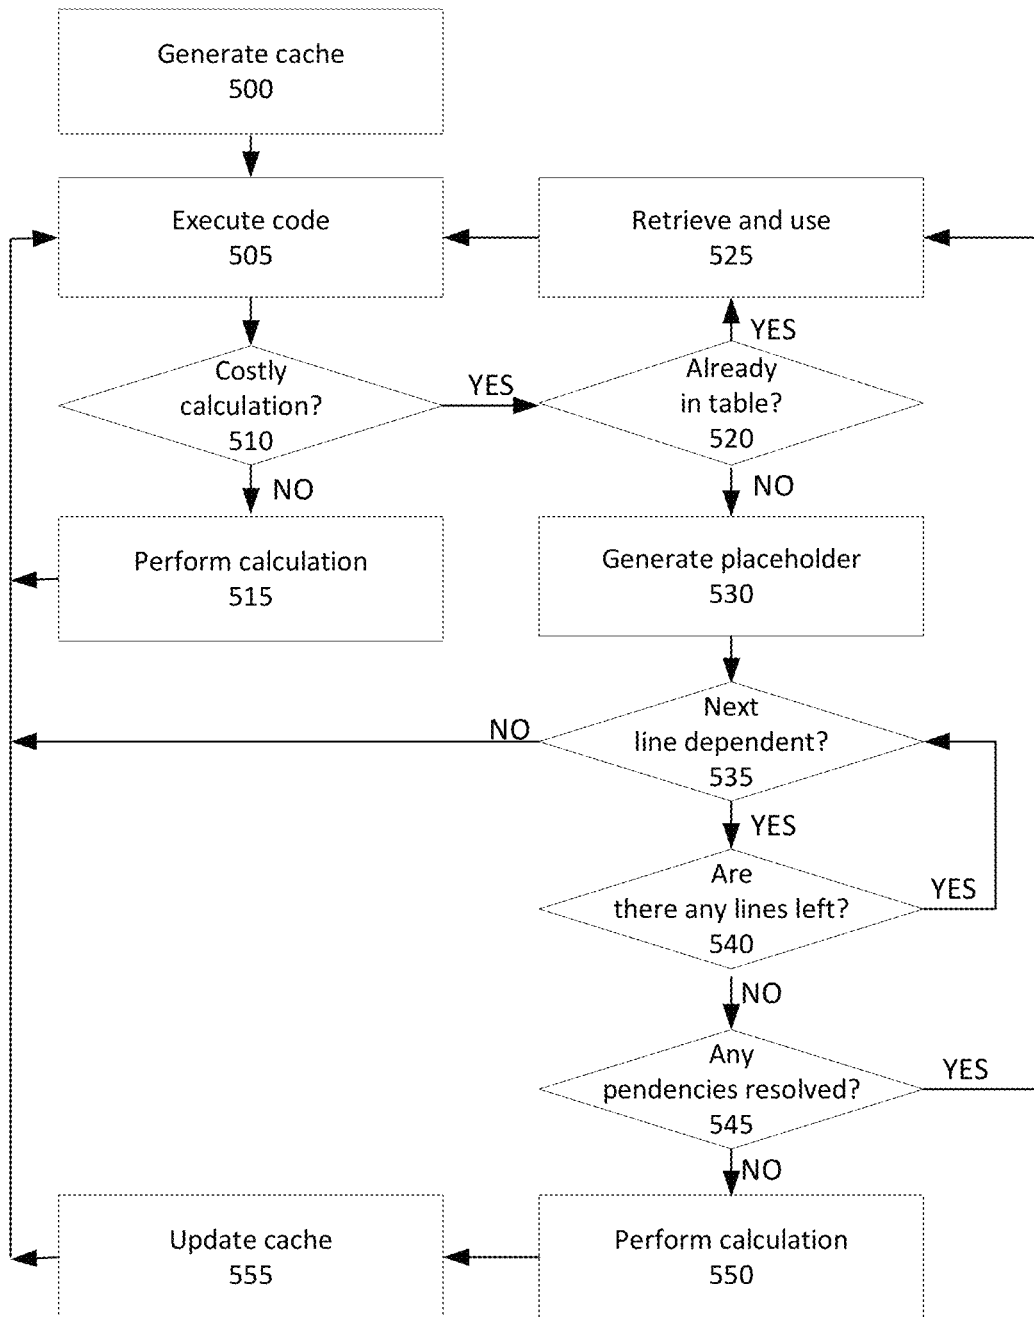 Generate cache
500
Execute code
505
Retrieve and use
525
YES
Costly
calculation?
510
YES
Already
in table?
520
NO
NO
Perform calculation
515
Generate placeholder
530
NO
Next
line dependent?
535
YES
Are
there any lines left?
540
YES
NO
Any
pendencies resolved?
545
YES
NO
Update cache
555
Perform calculation
550